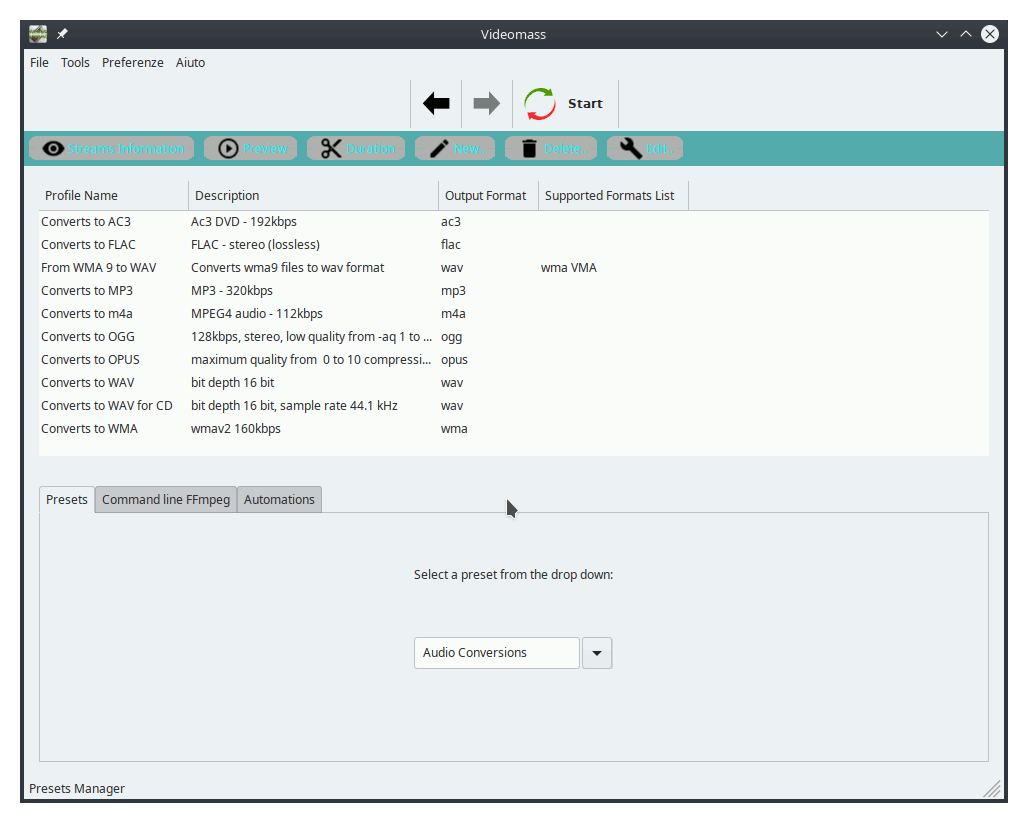 Videomass
File Tools Preferenze Aiuto
Start
Streams Information Preview Duration New.. Delete.. Edit..
Profile Name Description Output Format Supported Formats List
Converts to AC3 Ac3 DVD - 192kbps ac3
Converts to FLAC FLAC - stereo (lossless) flac
From WMA 9 to WAV Converts wma9 files to wav format wav wma VMA
Converts to MP3 MP3 - 320kbps mp3
Converts to m4a MPEG4 audio - 112kbps m4a
Converts to OGG 128kbps, stereo, low quality from -aq 1 to ... ogg
Converts to OPUS maximum quality from  0 to 10 compressi... opus
Converts to WAV bit depth 16 bit wav
Converts to WAV for CD bit depth 16 bit, sample rate 44.1 kHz wav
Converts to WMA wmav2 160kbps wma
Presets Command line FFmpeg Automations
Select a preset from the drop down:
Audio Conversions
Presets Manager